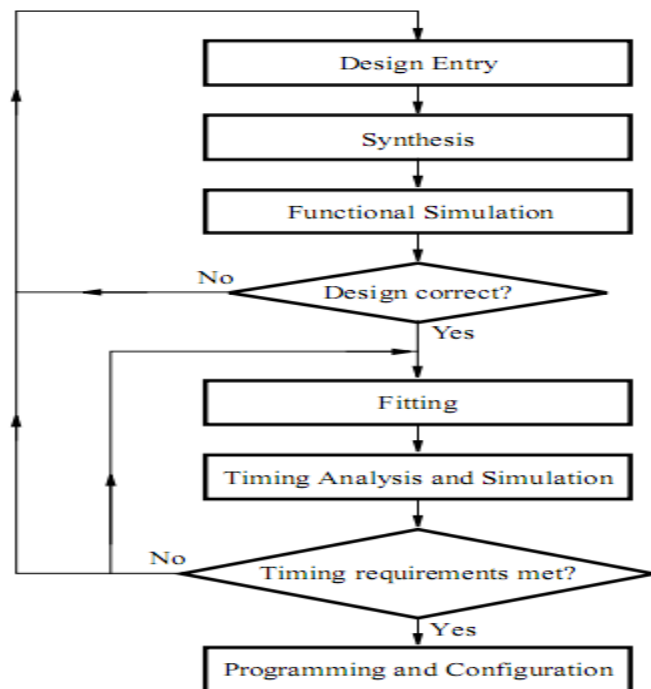 Design Entry
Synthesis
Functional Simulation
No
Design correct?
Yes
Fitting
Timing Analysis and Simulation
No
Timing requirements met?
Yes
Programming and Configuration